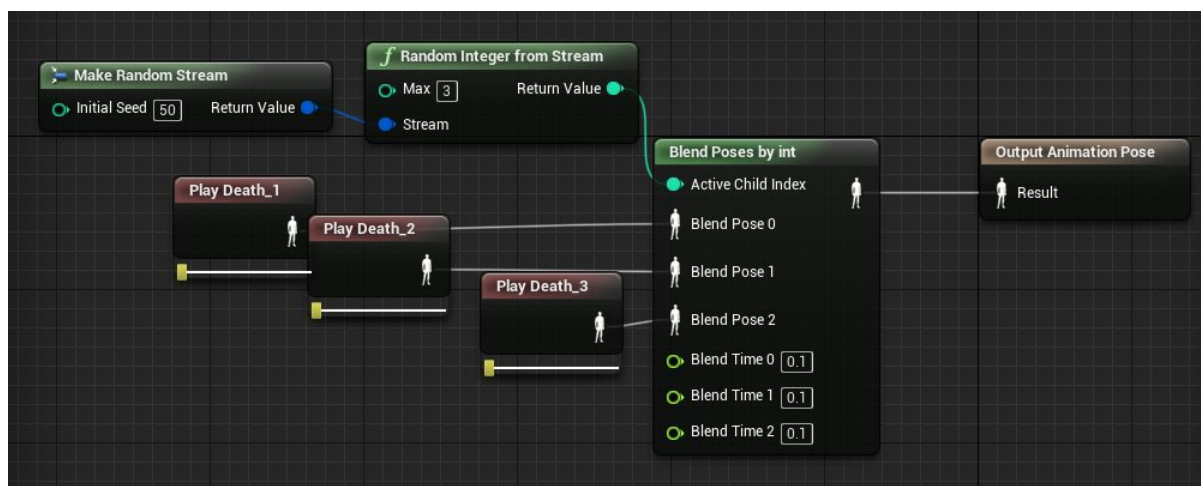 Make Random Stream
Initial Seed 50 Return Value
Random Integer from Stream
Max 3 Return Value
Stream
Play Death_1
Play Death_2
Play Death_3
Blend Poses by int
Active Child Index
Blend Pose 0
Blend Pose 1
Blend Pose 2
Blend Time 0 0.1
Blend Time 1 0.1
Blend Time 2 0.1
Output Animation Pose
Result